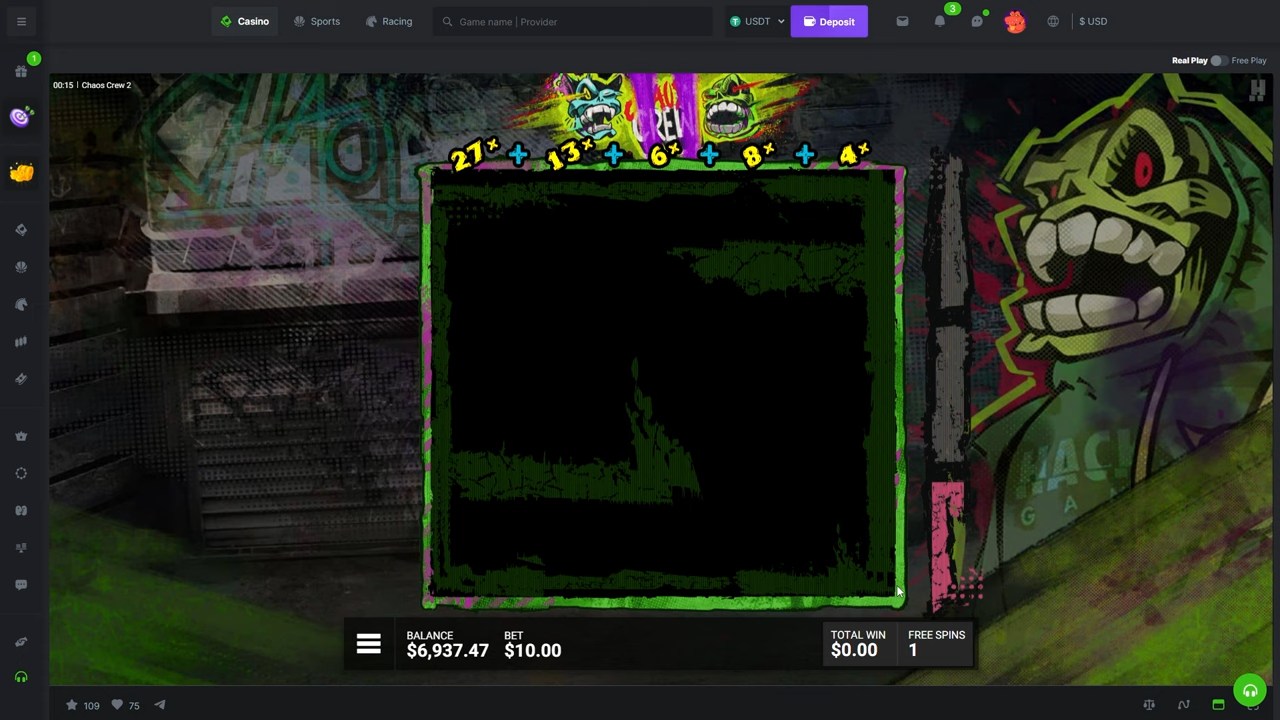 Casino
Sports
Racing
Game name | Provider
USDT
Deposit
3
$ USD
1
Real Play
Free Play
00:15 | Chaos Crew 2
27x + 13x + 6x + 8x + 4x
BALANCE
$6,937.47
BET
$10.00
TOTAL WIN
$0.00
FREE SPINS
1
109
75